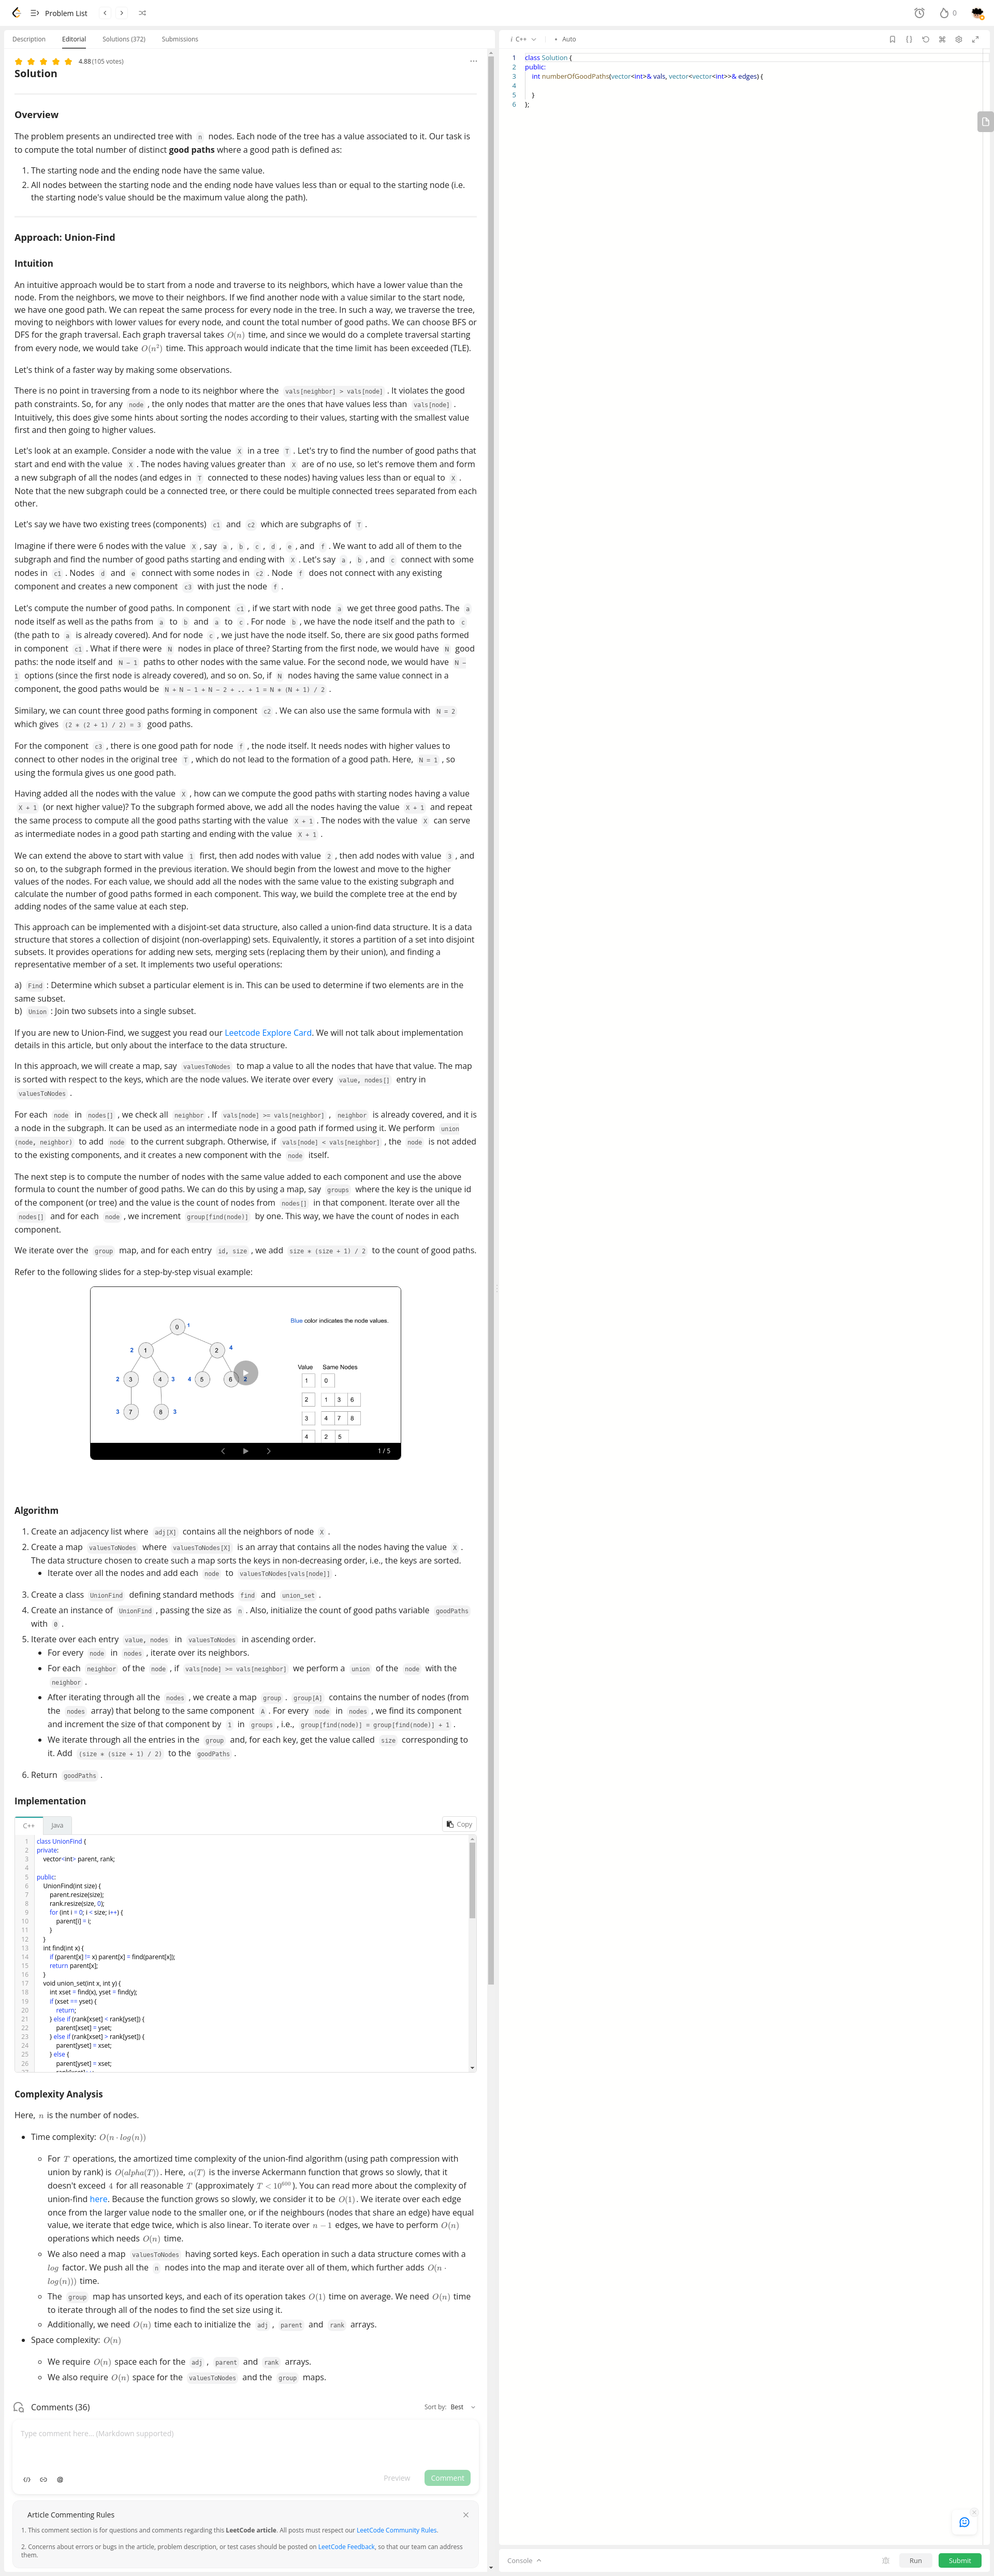 Problem List
0
Description
Editorial
Solutions (372)
Submissions
4.88 (105 votes)
Solution
Overview
The problem presents an undirected tree with n nodes. Each node of the tree has a value associated to it. Our task is
to compute the total number of distinct good paths where a good path is defined as:
1. The starting node and the ending node have the same value.
2. All nodes between the starting node and the ending node have values less than or equal to the starting node (i.e.
the starting node's value should be the maximum value along the path).
Approach: Union-Find
Intuition
An intuitive approach would be to start from a node and traverse to its neighbors, which have a lower value than the
node. From the neighbors, we move to their neighbors. If we find another node with a value similar to the start node,
we have one good path. We can repeat the same process for every node in the tree. In such a way, we traverse the tree,
moving to neighbors with lower values for every node, and count the total number of good paths. We can choose BFS or
DFS for the graph traversal. Each graph traversal takes O(n) time, and since we would do a complete traversal starting
from every node, we would take O(n²) time. This approach would indicate that the time limit has been exceeded (TLE).
Let's think of a faster way by making some observations.
There is no point in traversing from a node to its neighbor where the vals[neighbor] > vals[node] . It violates the good
path constraints. So, for any node , the only nodes that matter are the ones that have values less than vals[node] .
Intuitively, this does give some hints about sorting the nodes according to their values, starting with the smallest value
first and then going to higher values.
Let's look at an example. Consider a node with the value X in a tree T . Let's try to find the number of good paths that
start and end with the value X . The nodes having values greater than X are of no use, so let's remove them and form
a new subgraph of all the nodes (and edges in T connected to these nodes) having values less than or equal to X .
Note that the new subgraph could be a connected tree, or there could be multiple connected trees separated from each
other.
Let's say we have two existing trees (components) c1 and c2 which are subgraphs of T .
Imagine if there were 6 nodes with the value X , say a , b , c , d , e , and f . We want to add all of them to the
subgraph and find the number of good paths starting and ending with X . Let's say a , b , and c connect with some
nodes in c1 . Nodes d and e connect with some nodes in c2 . Node f does not connect with any existing
component and creates a new component c3 with just the node f .
Let's compute the number of good paths. In component c1 , if we start with node a we get three good paths. The a
node itself as well as the paths from a to b and a to c . For node b , we have the node itself and the path to c
(the path to a is already covered). And for node c , we just have the node itself. So, there are six good paths formed
in component c1 . What if there were N nodes in place of three? Starting from the first node, we would have N good
paths: the node itself and N - 1 paths to other nodes with the same value. For the second node, we would have N -
1 options (since the first node is already covered), and so on. So, if N nodes having the same value connect in a
component, the good paths would be N + N - 1 + N - 2 + .. + 1 = N * (N + 1) / 2 .
Similary, we can count three good paths forming in component c2 . We can also use the same formula with N = 2
which gives (2 * (2 + 1) / 2) = 3 good paths.
For the component c3 , there is one good path for node f , the node itself. It needs nodes with higher values to
connect to other nodes in the original tree T , which do not lead to the formation of a good path. Here, N = 1 , so
using the formula gives us one good path.
Having added all the nodes with the value X , how can we compute the good paths with starting nodes having a value
X + 1 (or next higher value)? To the subgraph formed above, we add all the nodes having the value X + 1 and repeat
the same process to compute all the good paths starting with the value X + 1 . The nodes with the value X can serve
as intermediate nodes in a good path starting and ending with the value X + 1 .
We can extend the above to start with value 1 first, then add nodes with value 2 , then add nodes with value 3 , and
so on, to the subgraph formed in the previous iteration. We should begin from the lowest and move to the higher
values of the nodes. For each value, we should add all the nodes with the same value to the existing subgraph and
calculate the number of good paths formed in each component. This way, we build the complete tree at the end by
adding nodes of the same value at each step.
This approach can be implemented with a disjoint-set data structure, also called a union-find data structure. It is a data
structure that stores a collection of disjoint (non-overlapping) sets. Equivalently, it stores a partition of a set into disjoint
subsets. It provides operations for adding new sets, merging sets (replacing them by their union), and finding a
representative member of a set. It implements two useful operations:
a) Find : Determine which subset a particular element is in. This can be used to determine if two elements are in the
same subset.
b) Union : Join two subsets into a single subset.
If you are new to Union-Find, we suggest you read our Leetcode Explore Card. We will not talk about implementation
details in this article, but only about the interface to the data structure.
In this approach, we will create a map, say valuesToNodes to map a value to all the nodes that have that value. The map
is sorted with respect to the keys, which are the node values. We iterate over every value, nodes[] entry in
valuesToNodes .
For each node in nodes[] , we check all neighbor . If vals[node] >= vals[neighbor] , neighbor is already covered, and it is
a node in the subgraph. It can be used as an intermediate node in a good path if formed using it. We perform union
(node, neighbor) to add node to the current subgraph. Otherwise, if vals[node] < vals[neighbor] , the node is not added
to the existing components, and it creates a new component with the node itself.
The next step is to compute the number of nodes with the same value added to each component and use the above
formula to count the number of good paths. We can do this by using a map, say groups where the key is the unique id
of the component (or tree) and the value is the count of nodes from nodes[] in that component. Iterate over all the
nodes[] and for each node , we increment group[find(node)] by one. This way, we have the count of nodes in each
component.
We iterate over the group map, and for each entry id, size , we add size * (size + 1) / 2 to the count of good paths.
Refer to the following slides for a step-by-step visual example:
Blue color indicates the node values.
0 1
2 1 2 4
2 3 4 3 4 5 6 2
3 7 8 3
Value Same Nodes
1 0
2 1 3 6
3 4 7 8
4 2 5
1 / 5
Algorithm
1. Create an adjacency list where adj[X] contains all the neighbors of node X .
2. Create a map valuesToNodes where valuesToNodes[X] is an array that contains all the nodes having the value X .
The data structure chosen to create such a map sorts the keys in non-decreasing order, i.e., the keys are sorted.
• Iterate over all the nodes and add each node to valuesToNodes[vals[node]] .
3. Create a class UnionFind defining standard methods find and union_set .
4. Create an instance of UnionFind , passing the size as n . Also, initialize the count of good paths variable goodPaths
with 0 .
5. Iterate over each entry value, nodes in valuesToNodes in ascending order.
• For every node in nodes , iterate over its neighbors.
• For each neighbor of the node , if vals[node] >= vals[neighbor] we perform a union of the node with the
neighbor .
• After iterating through all the nodes , we create a map group . group[A] contains the number of nodes (from
the nodes array) that belong to the same component A . For every node in nodes , we find its component
and increment the size of that component by 1 in groups , i.e., group[find(node)] = group[find(node)] + 1 .
• We iterate through all the entries in the group and, for each key, get the value called size corresponding to
it. Add (size * (size + 1) / 2) to the goodPaths .
6. Return goodPaths .
Implementation
C++
Java
Copy
1 class UnionFind {
2 private:
3 vector<int> parent, rank;
4
5 public:
6 UnionFind(int size) {
7 parent.resize(size);
8 rank.resize(size, 0);
9 for (int i = 0; i < size; i++) {
10 parent[i] = i;
11 }
12 }
13 int find(int x) {
14 if (parent[x] != x) parent[x] = find(parent[x]);
15 return parent[x];
16 }
17 void union_set(int x, int y) {
18 int xset = find(x), yset = find(y);
19 if (xset == yset) {
20 return;
21 } else if (rank[xset] < rank[yset]) {
22 parent[xset] = yset;
23 } else if (rank[xset] > rank[yset]) {
24 parent[yset] = xset;
25 } else {
26 parent[yset] = xset;
Complexity Analysis
Here, n is the number of nodes.
• Time complexity: O(n · log(n))
For T operations, the amortized time complexity of the union-find algorithm (using path compression with
union by rank) is O(alpha(T)). Here, α(T) is the inverse Ackermann function that grows so slowly, that it
doesn't exceed 4 for all reasonable T (approximately T < 10⁶⁰⁰). You can read more about the complexity of
union-find here. Because the function grows so slowly, we consider it to be O(1). We iterate over each edge
once from the larger value node to the smaller one, or if the neighbours (nodes that share an edge) have equal
value, we iterate that edge twice, which is also linear. To iterate over n − 1 edges, we have to perform O(n)
operations which needs O(n) time.
We also need a map valuesToNodes having sorted keys. Each operation in such a data structure comes with a
log factor. We push all the n nodes into the map and iterate over all of them, which further adds O(n ·
log(n))) time.
The group map has unsorted keys, and each of its operation takes O(1) time on average. We need O(n) time
to iterate through all of the nodes to find the set size using it.
Additionally, we need O(n) time each to initialize the adj , parent and rank arrays.
• Space complexity: O(n)
We require O(n) space each for the adj , parent and rank arrays.
We also require O(n) space for the valuesToNodes and the group maps.
Comments (36)
Sort by: Best
Type comment here... (Markdown supported)
Preview
Comment
Article Commenting Rules
1. This comment section is for questions and comments regarding this LeetCode article. All posts must respect our LeetCode Community Rules.
2. Concerns about errors or bugs in the article, problem description, or test cases should be posted on LeetCode Feedback, so that our team can address
them.
i C++
• Auto
1 class Solution {
2 public:
3 int numberOfGoodPaths(vector<int>& vals, vector<vector<int>>& edges) {
4
5 }
6 };
Console
Run
Submit